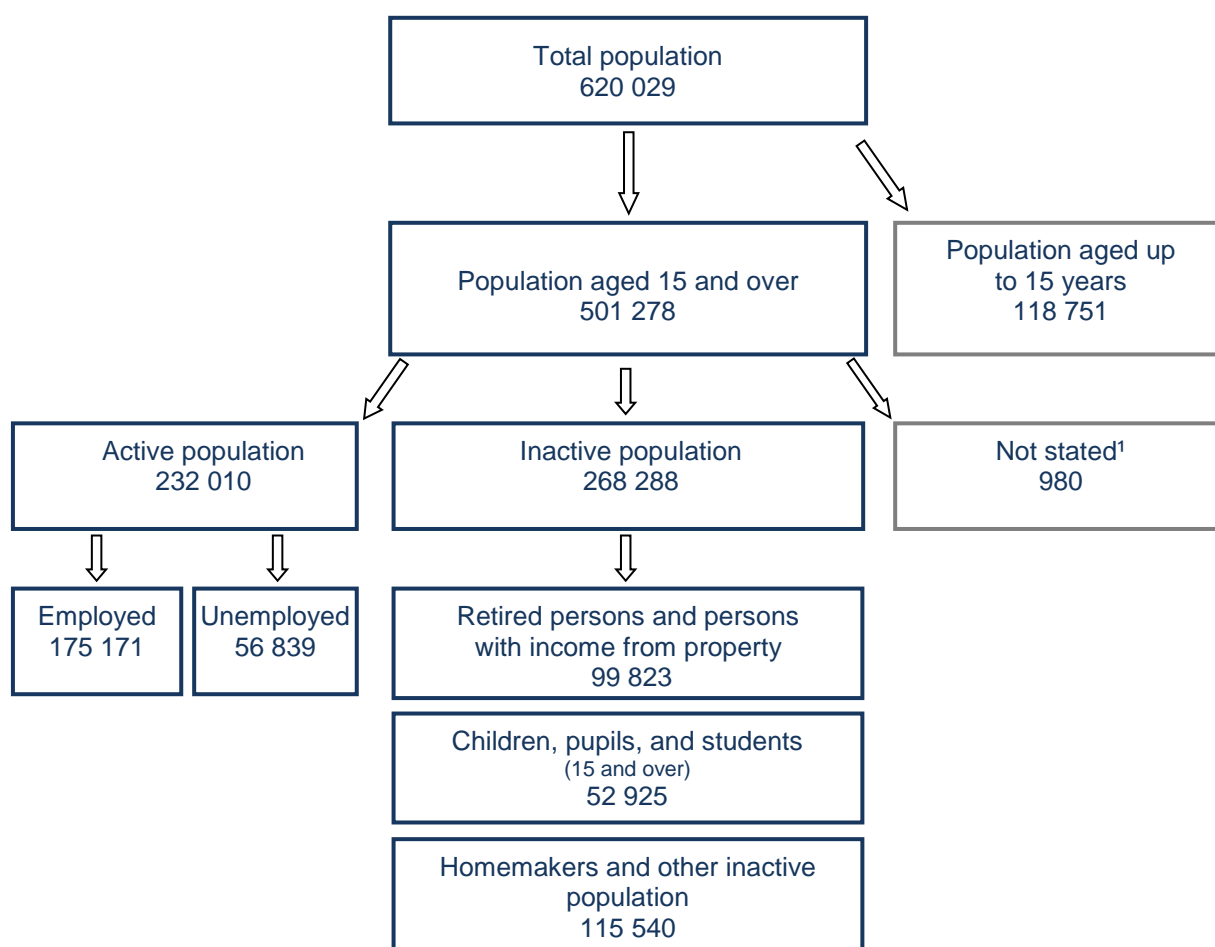 Total population
620 029
Population aged 15 and over
501 278
Population aged up
to 15 years
118 751
Active population
232 010
Inactive population
268 288
Not stated¹
980
Employed
175 171
Unemployed
56 839
Retired persons and persons
with income from property
99 823
Children, pupils, and students
(15 and over)
52 925
Homemakers and other inactive
population
115 540